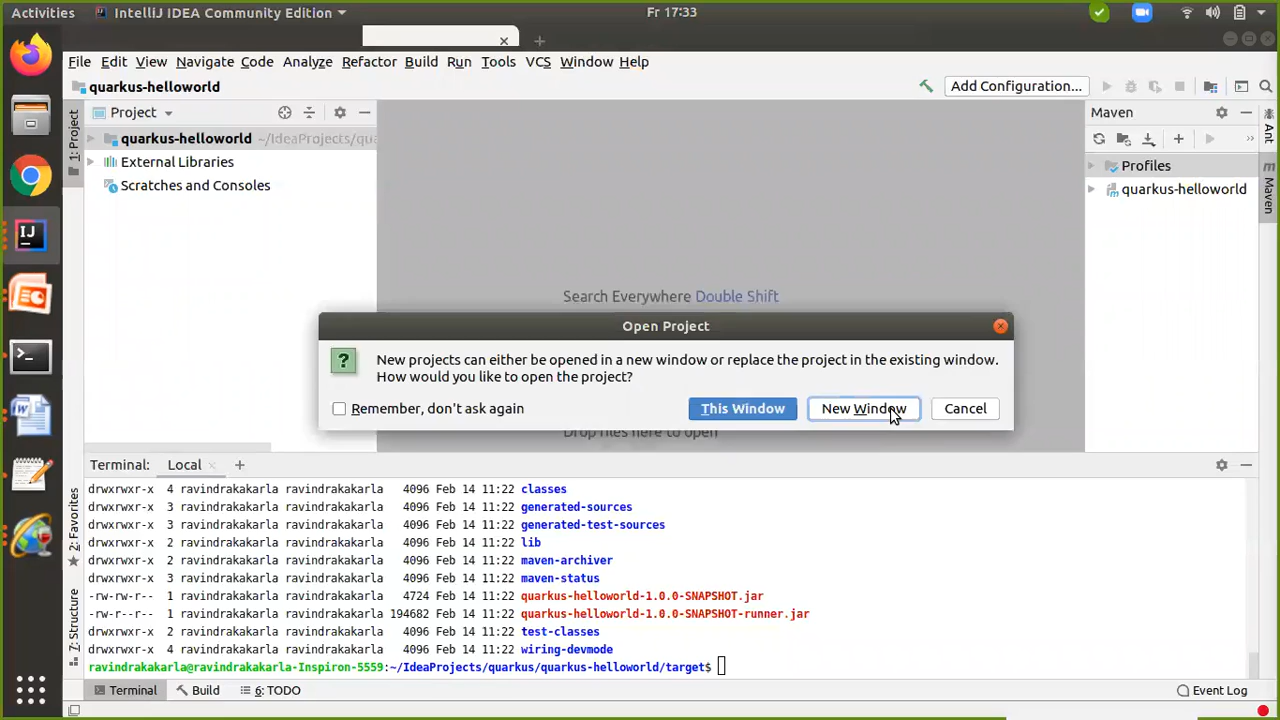 Activities
IntelliJ IDEA Community Edition
Fr 17:33
File Edit View Navigate Code Analyze Refactor Build Run Tools VCS Window Help
quarkus-helloworld
Add Configuration...
1: Project
Project
quarkus-helloworld ~/IdeaProjects/qua
External Libraries
Scratches and Consoles
Search Everywhere Double Shift
Maven
Profiles
quarkus-helloworld
Ant
Maven
Open Project
New projects can either be opened in a new window or replace the project in the existing window.
How would you like to open the project?
Remember, don't ask again
This Window
New Window
Cancel
Drop files here to open
Terminal: Local
2: Favorites
7: Structure
drwxrwxr-x 4 ravindrakakarla ravindrakakarla 4096 Feb 14 11:22 classes
drwxrwxr-x 3 ravindrakakarla ravindrakakarla 4096 Feb 14 11:22 generated-sources
drwxrwxr-x 3 ravindrakakarla ravindrakakarla 4096 Feb 14 11:22 generated-test-sources
drwxrwxr-x 2 ravindrakakarla ravindrakakarla 4096 Feb 14 11:22 lib
drwxrwxr-x 2 ravindrakakarla ravindrakakarla 4096 Feb 14 11:22 maven-archiver
drwxrwxr-x 3 ravindrakakarla ravindrakakarla 4096 Feb 14 11:22 maven-status
-rw-rw-r-- 1 ravindrakakarla ravindrakakarla 4724 Feb 14 11:22 quarkus-helloworld-1.0.0-SNAPSHOT.jar
-rw-r--r-- 1 ravindrakakarla ravindrakakarla 194682 Feb 14 11:22 quarkus-helloworld-1.0.0-SNAPSHOT-runner.jar
drwxrwxr-x 2 ravindrakakarla ravindrakakarla 4096 Feb 14 11:22 test-classes
drwxrwxr-x 2 ravindrakakarla ravindrakakarla 4096 Feb 14 11:22 wiring-devmode
ravindrakakarla@ravindrakakarla-Inspiron-5559:~/IdeaProjects/quarkus/quarkus-helloworld/target$
Terminal
Build
6: TODO
Event Log